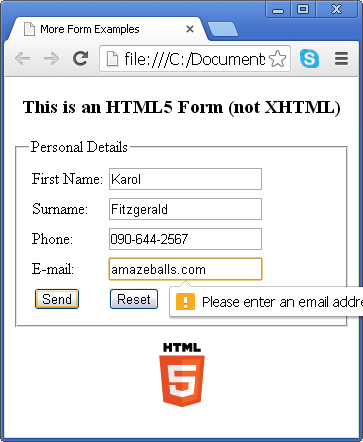 More Form Examples
file:///C:/Document
This is an HTML5 Form (not XHTML)
Personal Details
First Name: Karol
Surname: Fitzgerald
Phone: 090-644-2567
E-mail: amazeballs.com
Send Reset
Please enter an email addre
HTML
5